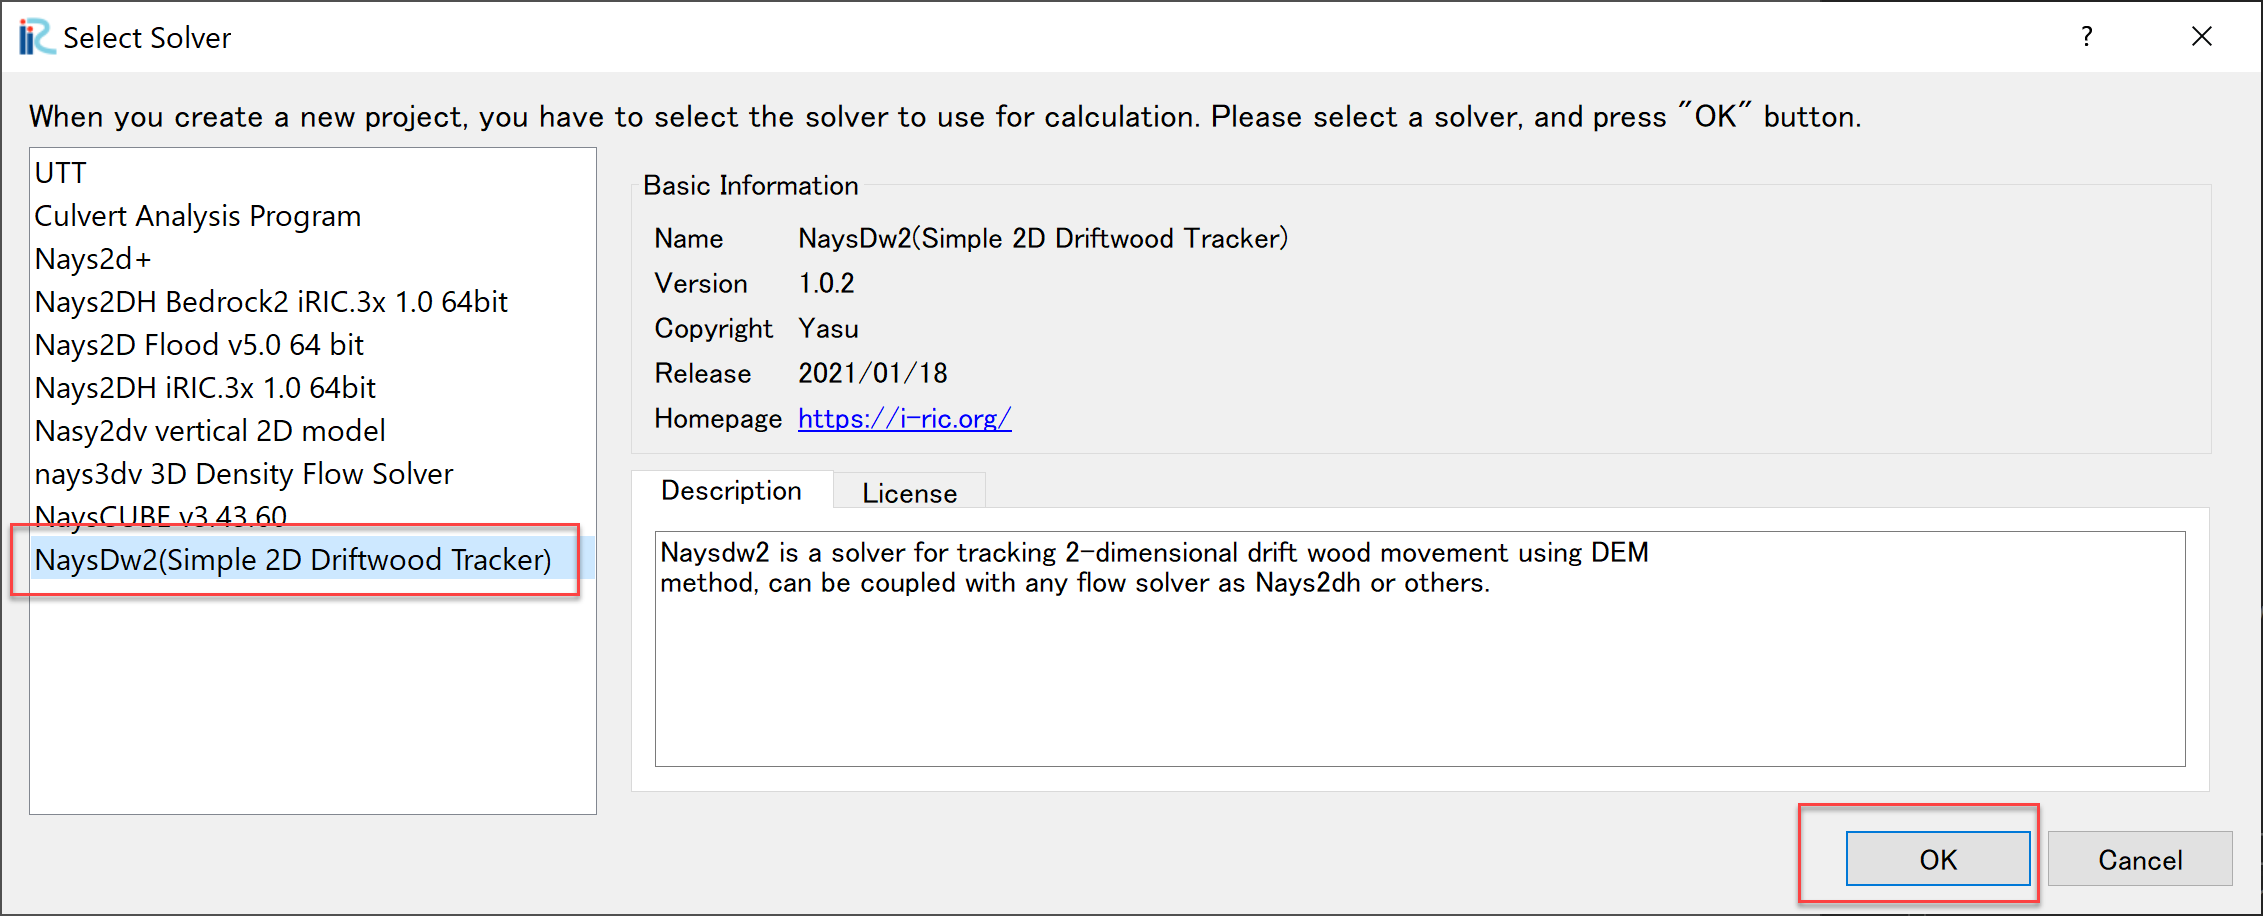 Select Solver
?
When you create a new project, you have to select the solver to use for calculation. Please select a solver, and press "OK" button.
UTT
Culvert Analysis Program
Nays2d+
Nays2DH Bedrock2 iRIC.3x 1.0 64bit
Nays2D Flood v5.0 64 bit
Nays2DH iRIC.3x 1.0 64bit
Nasy2dv vertical 2D model
nays3dv 3D Density Flow Solver
NaysCUBE v3.43.60
NaysDw2(Simple 2D Driftwood Tracker)
Basic Information
Name NaysDw2(Simple 2D Driftwood Tracker)
Version 1.0.2
Copyright Yasu
Release 2021/01/18
Homepage https://i-ric.org/
Description License
Naysdw2 is a solver for tracking 2-dimensional drift wood movement using DEM
method, can be coupled with any flow solver as Nays2dh or others.
OK Cancel